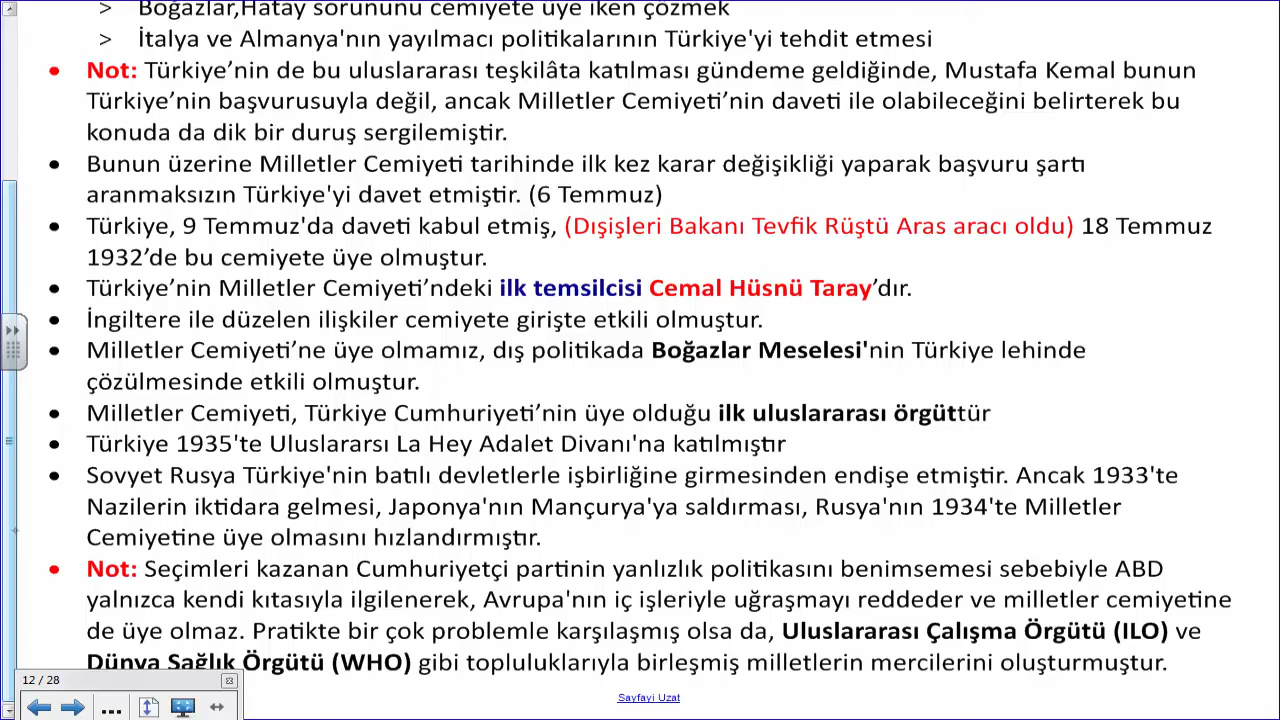 > Boğazlar,Hatay sorununu cemiyete üye iken çözmek
> İtalya ve Almanya'nın yayılmacı politikalarının Türkiye'yi tehdit etmesi
• Not: Türkiye’nin de bu uluslararası teşkilâta katılması gündeme geldiğinde, Mustafa Kemal bunun
Türkiye’nin başvurusuyla değil, ancak Milletler Cemiyeti’nin daveti ile olabileceğini belirterek bu
konuda da dik bir duruş sergilemiştir.
• Bunun üzerine Milletler Cemiyeti tarihinde ilk kez karar değişikliği yaparak başvuru şartı
aranmaksızın Türkiye'yi davet etmiştir. (6 Temmuz)
• Türkiye, 9 Temmuz'da daveti kabul etmiş, (Dışişleri Bakanı Tevfik Rüştü Aras aracı oldu) 18 Temmuz
1932’de bu cemiyete üye olmuştur.
• Türkiye’nin Milletler Cemiyeti’ndeki ilk temsilcisi Cemal Hüsnü Taray’dır.
• İngiltere ile düzelen ilişkiler cemiyete girişte etkili olmuştur.
• Milletler Cemiyeti’ne üye olmamız, dış politikada Boğazlar Meselesi'nin Türkiye lehinde
çözülmesinde etkili olmuştur.
• Milletler Cemiyeti, Türkiye Cumhuriyeti’nin üye olduğu ilk uluslararası örgüttür
• Türkiye 1935'te Uluslararsı La Hey Adalet Divanı'na katılmıştır
• Sovyet Rusya Türkiye'nin batılı devletlerle işbirliğine girmesinden endişe etmiştir. Ancak 1933'te
Nazilerin iktidara gelmesi, Japonya'nın Mançurya'ya saldırması, Rusya'nın 1934'te Milletler
Cemiyetine üye olmasını hızlandırmıştır.
• Not: Seçimleri kazanan Cumhuriyetçi partinin yanlızlık politikasını benimsemesi sebebiyle ABD
yalnızca kendi kıtasıyla ilgilenerek, Avrupa'nın iç işleriyle uğraşmayı reddeder ve milletler cemiyetine
de üye olmaz. Pratikte bir çok problemle karşılaşmış olsa da, Uluslararası Çalışma Örgütü (ILO) ve
Dünya Sağlık Örgütü (WHO) gibi topluluklarıyla birleşmiş milletlerin mercilerini oluşturmuştur.
12 / 28
Sayfayi Uzat